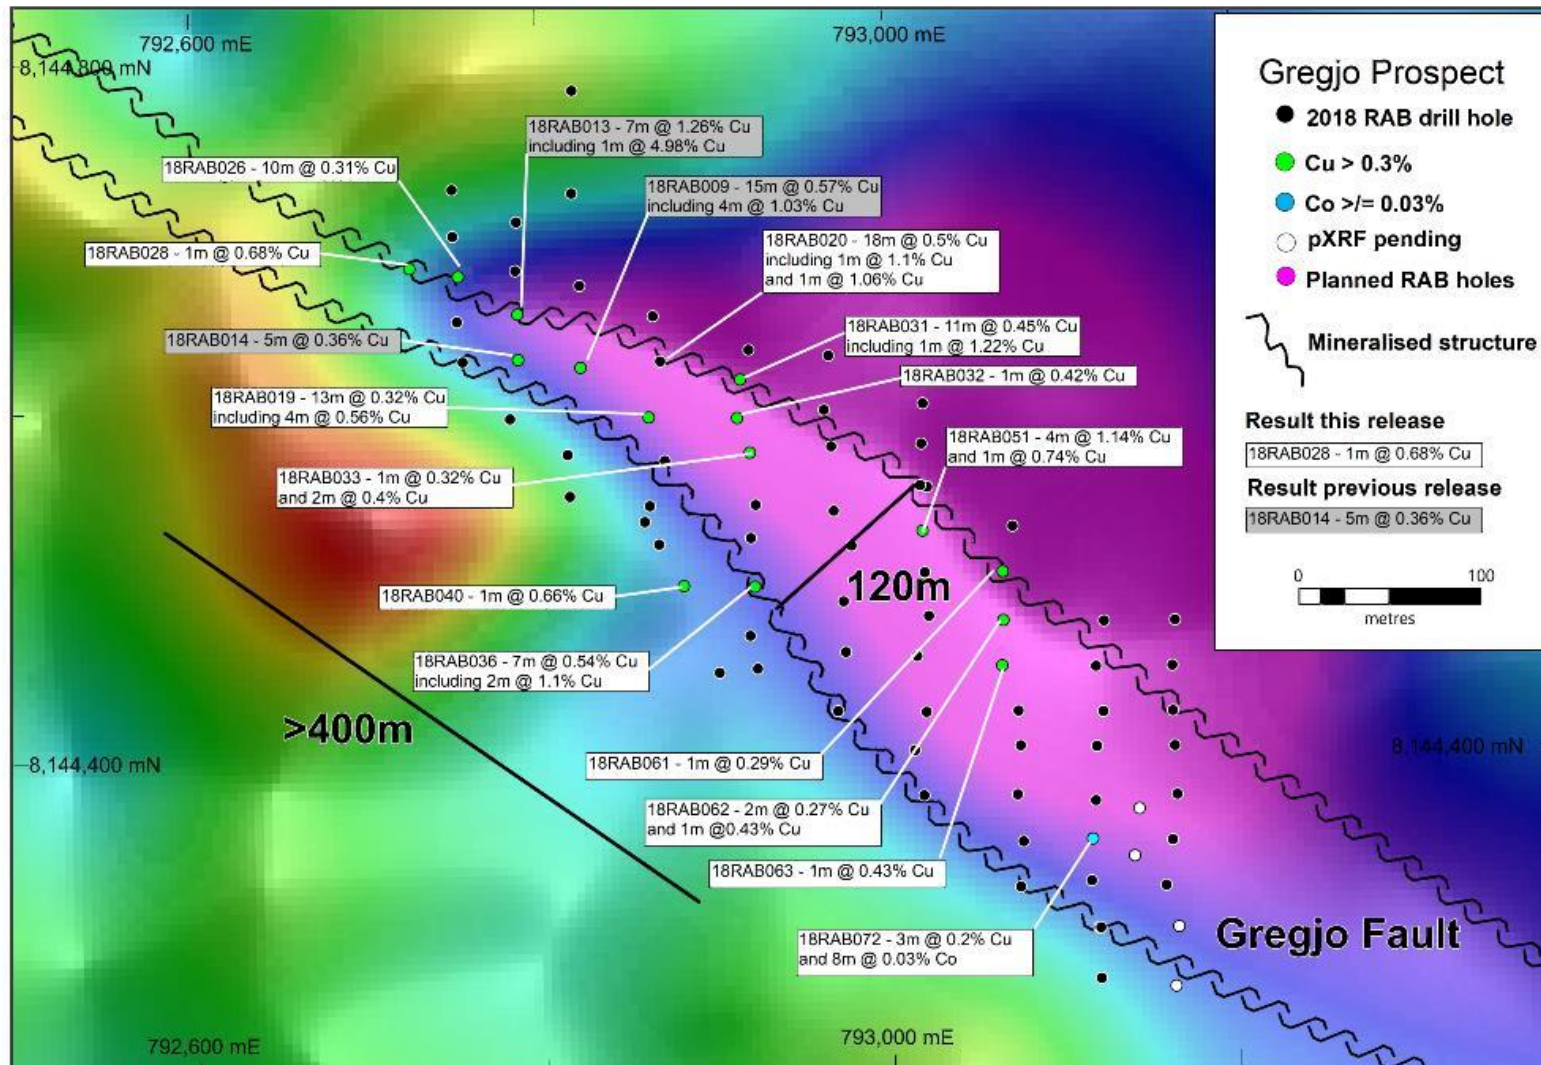 792,600 mE
793,000 mE
8,144,800 mN
18RAB013 - 7m @ 1.26% Cu
including 1m @ 4.98% Cu
18RAB026 - 10m @ 0.31% Cu
18RAB009 - 15m @ 0.57% Cu
including 4m @ 1.03% Cu
18RAB028 - 1m @ 0.68% Cu
18RAB020 - 18m @ 0.5% Cu
including 1m @ 1.1% Cu
and 1m @ 1.06% Cu
18RAB014 - 5m @ 0.36% Cu
18RAB031 - 11m @ 0.45% Cu
including 1m @ 1.22% Cu
18RAB032 - 1m @ 0.42% Cu
18RAB019 - 13m @ 0.32% Cu
including 4m @ 0.56% Cu
18RAB051 - 4m @ 1.14% Cu
and 1m @ 0.74% Cu
18RAB033 - 1m @ 0.32% Cu
and 2m @ 0.4% Cu
120m
18RAB040 - 1m @ 0.66% Cu
18RAB036 - 7m @ 0.54% Cu
including 2m @ 1.1% Cu
>400m
8,144,400 mN
8,144,400 mN
18RAB061 - 1m @ 0.29% Cu
18RAB062 - 2m @ 0.27% Cu
and 1m @0.43% Cu
18RAB063 - 1m @ 0.43% Cu
18RAB072 - 3m @ 0.2% Cu
and 8m @ 0.03% Co
Gregjo Fault
792,600 mE
793,000 mE
Gregjo Prospect
2018 RAB drill hole
Cu > 0.3%
Co >/= 0.03%
pXRF pending
Planned RAB holes
Mineralised structure
Result this release
18RAB028 - 1m @ 0.68% Cu
Result previous release
18RAB014 - 5m @ 0.36% Cu
0 100
metres